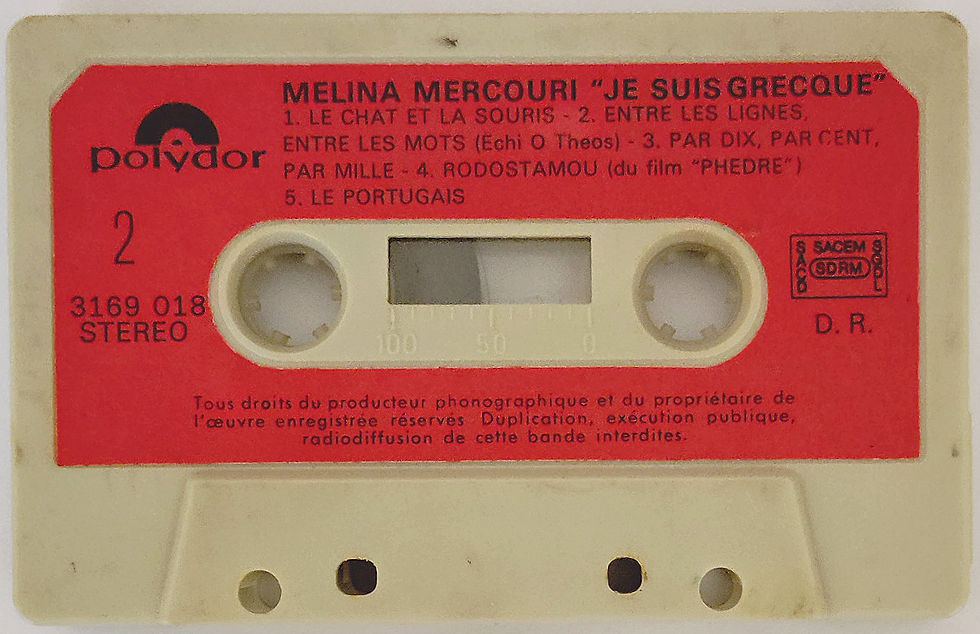 MELINA MERCOURI "JE SUIS GRECQUE"
1. LE CHAT ET LA SOURIS - 2. ENTRE LES LIGNES,
ENTRE LES MOTS (Echi O Theos) - 3. PAR DIX, PAR CENT,
PAR MILLE - 4. RODOSTAMOU (du film "PHEDRE")
5. LE PORTUGAIS
polydor
2
3169 018
STEREO
SACEM
SACD
SDRM
SGDL
D. R.
100 50 0
Tous droits du producteur phonographique et du propriétaire de
l'œuvre enregistrée réservés Duplication, exécution publique,
radiodiffusion de cette bande interdites.